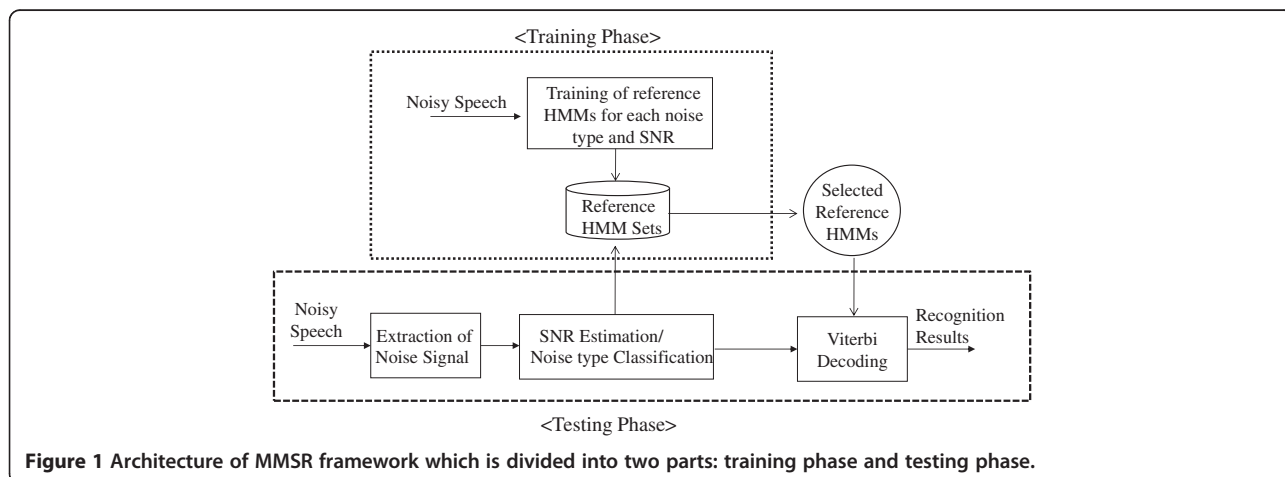 <Training Phase>
Noisy Speech
Training of reference
HMMs for each noise
type and SNR
Reference
HMM Sets
Selected
Reference
HMMs
Noisy
Speech
Extraction of
Noise Signal
SNR Estimation/
Noise type Classification
Viterbi
Decoding
Recognition
Results
<Testing Phase>
Figure 1 Architecture of MMSR framework which is divided into two parts: training phase and testing phase.